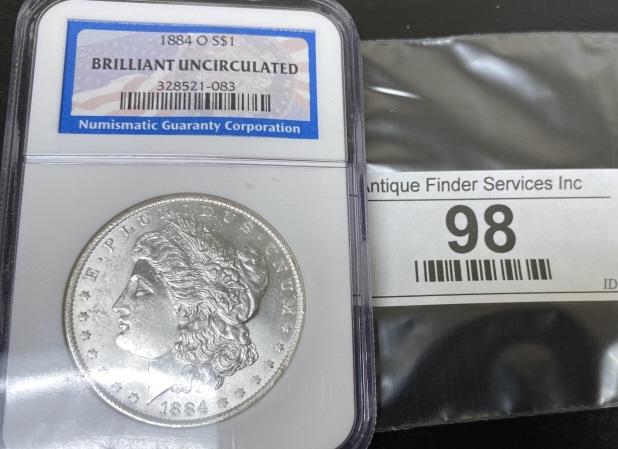 1884 O S$1
BRILLIANT UNCIRCULATED
328521-083
Numismatic Guaranty Corporation
E·PLURIBUS·UNUM
1884
Antique Finder Services Inc
98
ID